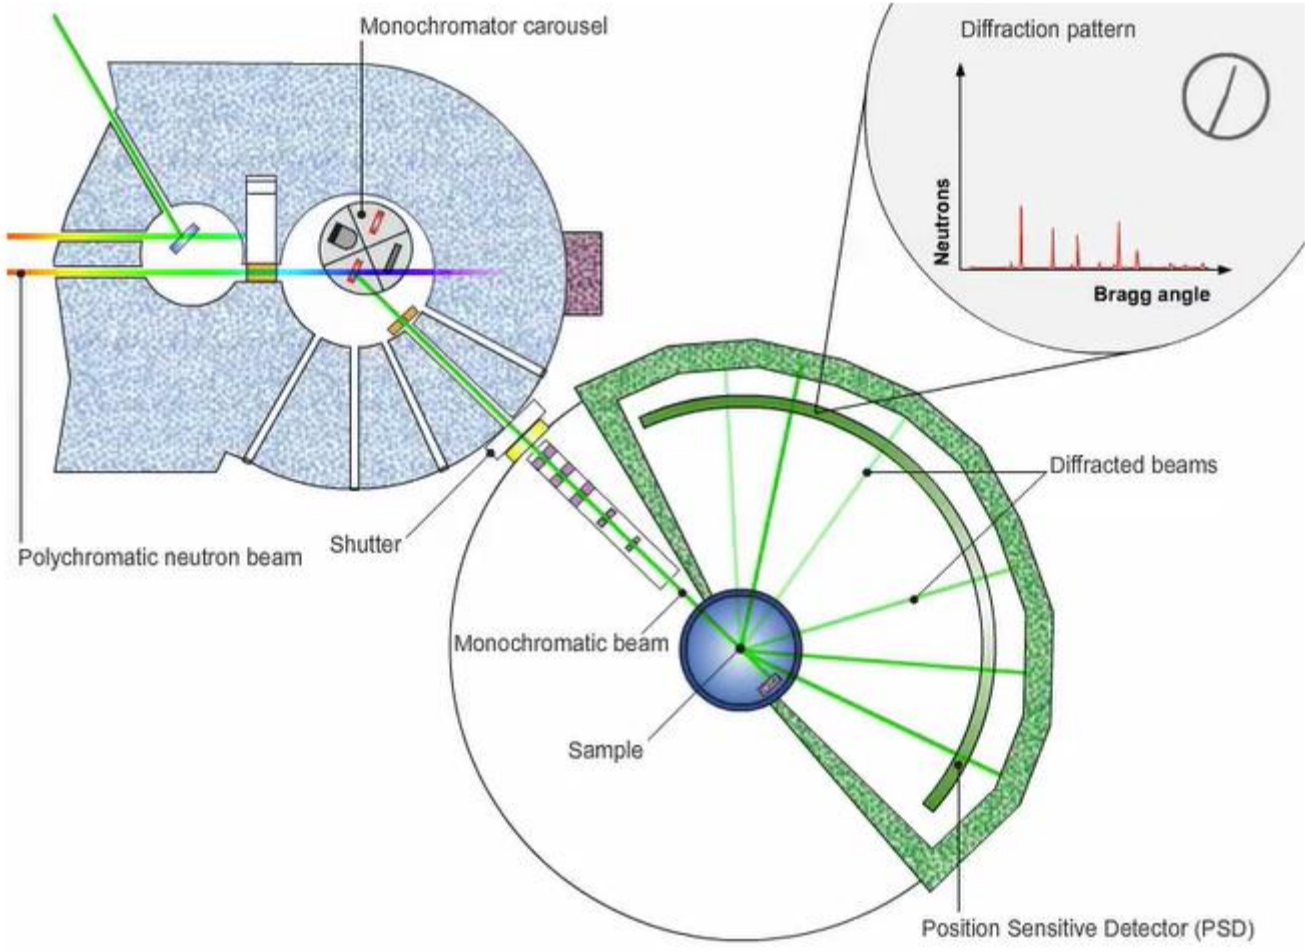 Monochromator carousel
Diffraction pattern
Neutrons
Bragg angle
Diffracted beams
Shutter
Polychromatic neutron beam
Monochromatic beam
Sample
Position Sensitive Detector (PSD)